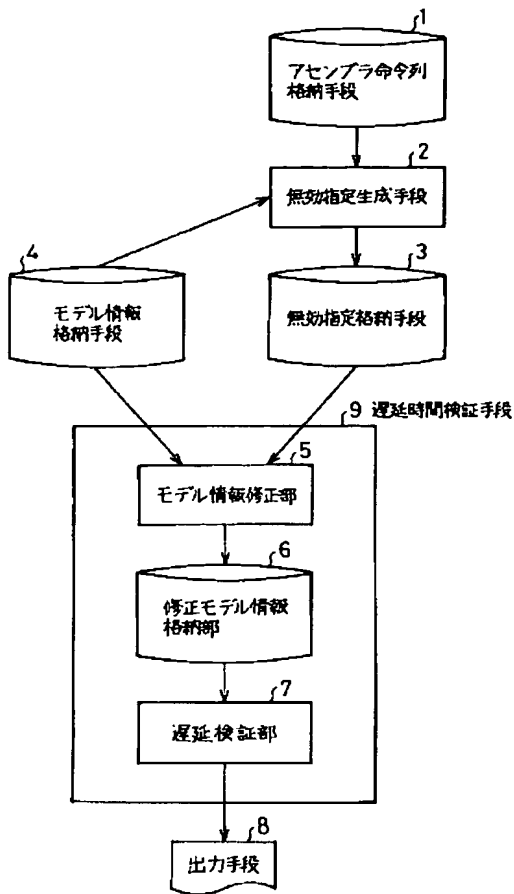 1
アセンブラ命令列
格納手段
2
無効指定生成手段
3
無効指定格納手段
4
モデル情報
格納手段
9 遅延時間検証手段
5
モデル情報修正部
6
修正モデル情報
格納部
7
遅延検証部
8
出力手段